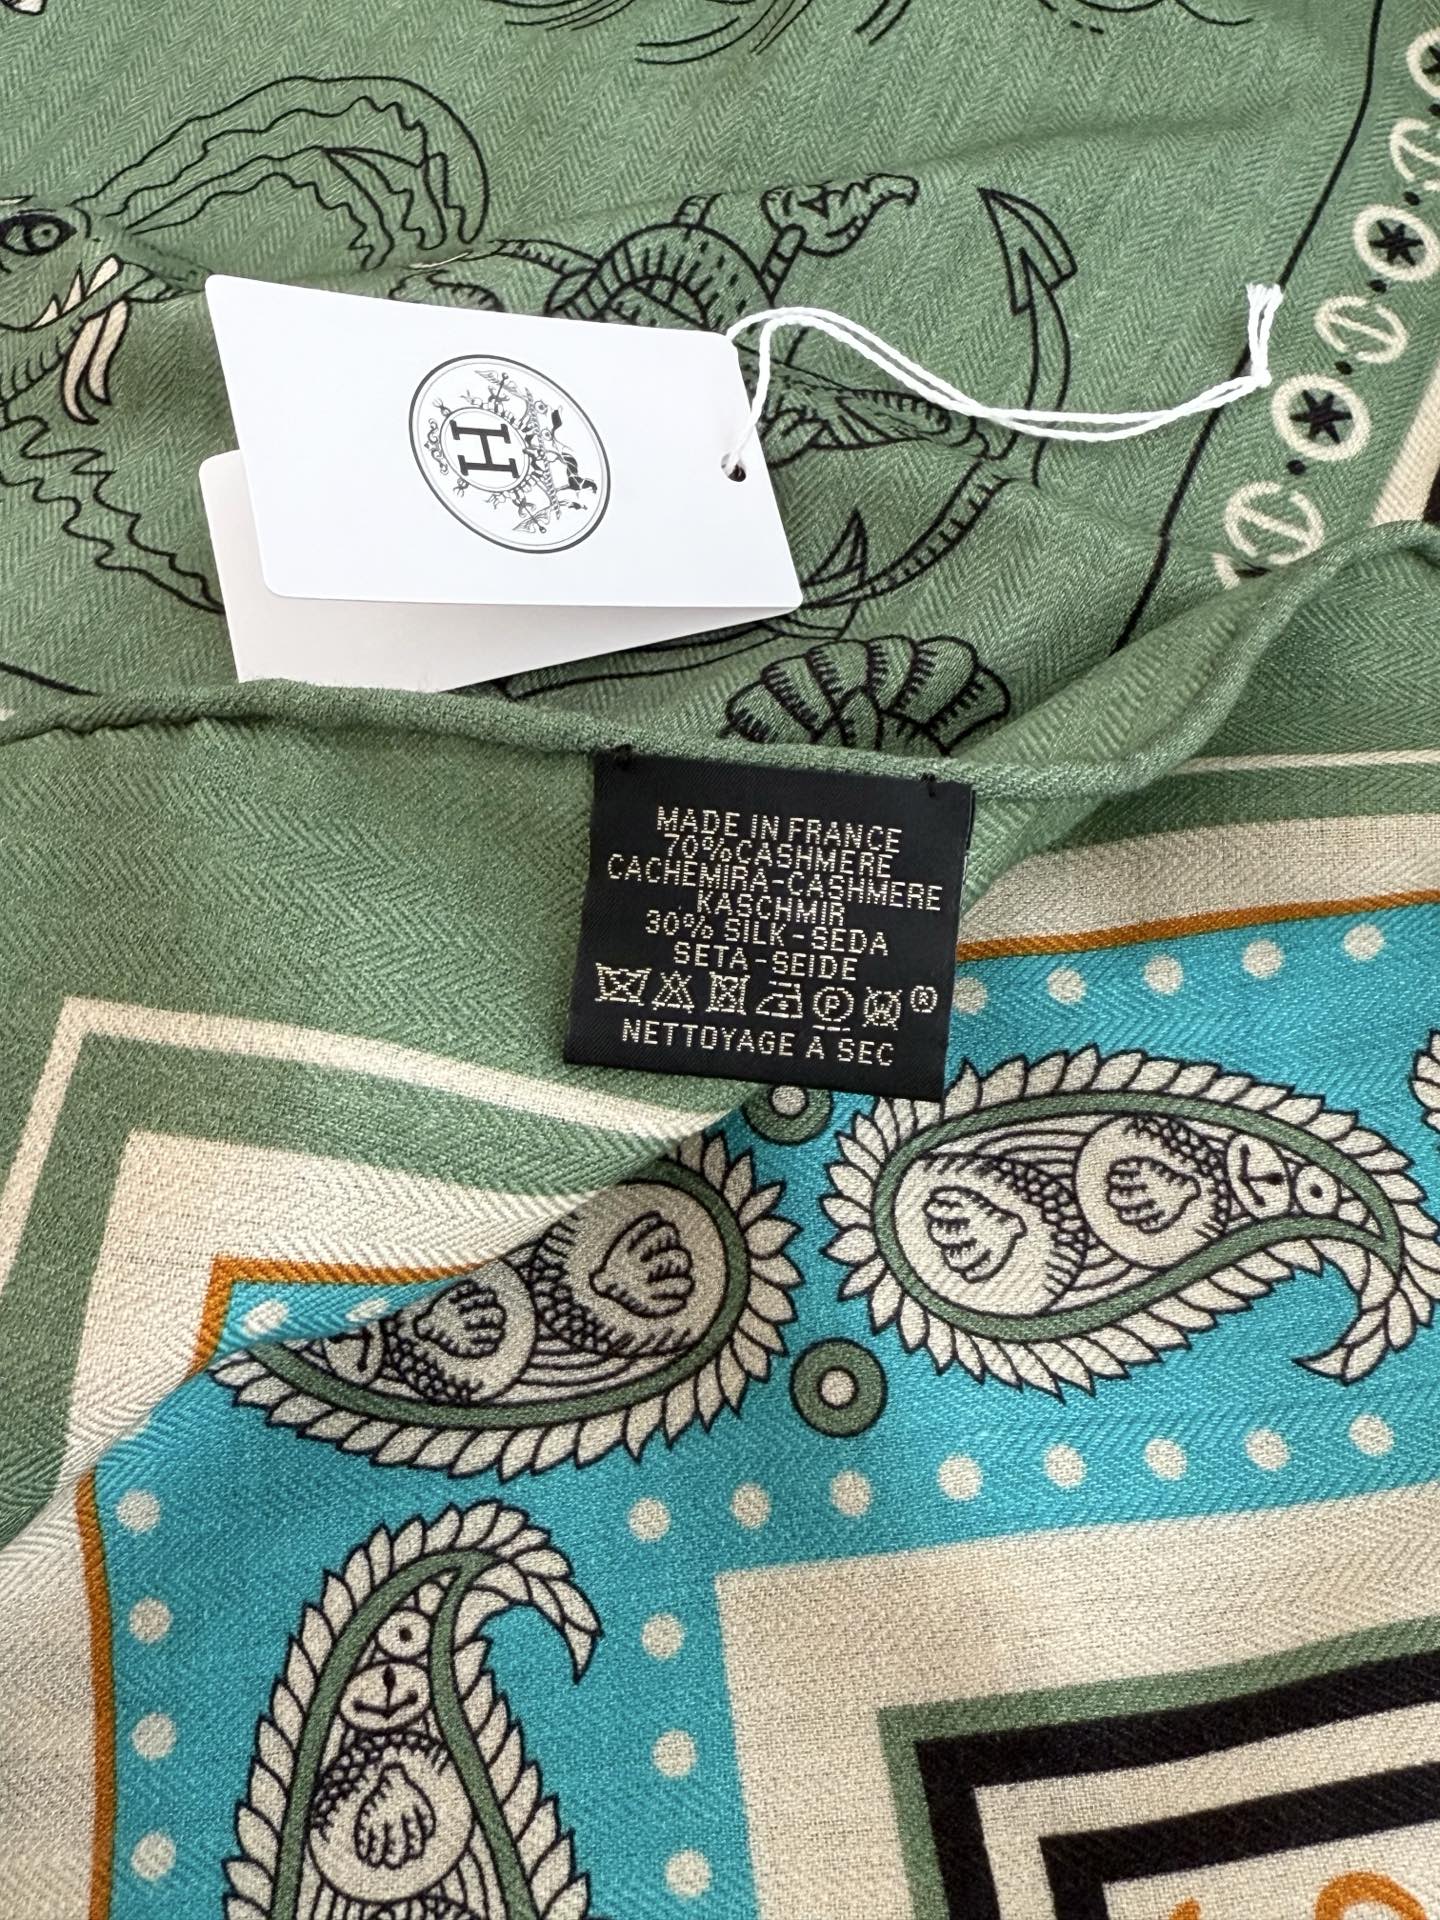 H
MADE IN FRANCE
70%CASHMERE
CACHEMIRA-CASHMERE
KASCHMIR
30% SILK-SEDA
SETA-SEIDE
P ®
NETTOYAGE A SEC